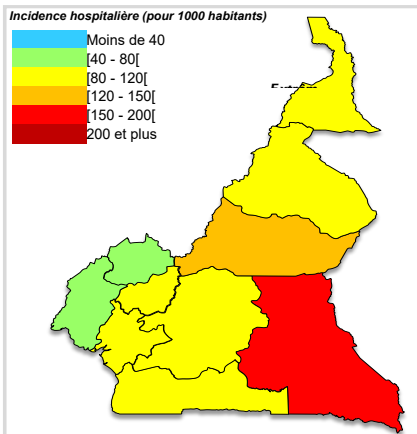 Incidence hospitalière (pour 1000 habitants)
Moins de 40
[40 - 80[
[80 - 120[
[120 - 150[
[150 - 200[
200 et plus